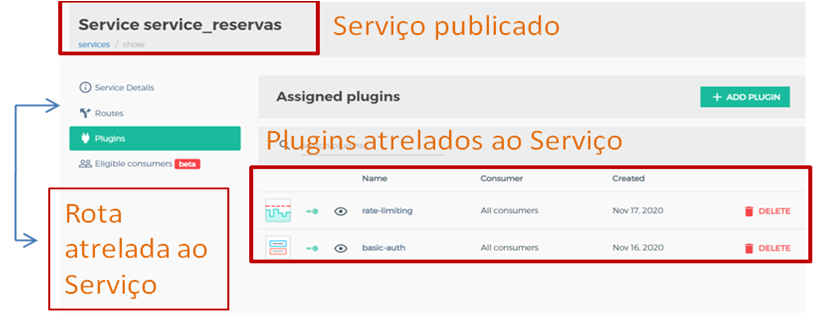 Service service_reservas
Serviço publicado
services / show
Service Details
Routes
Plugins
Eligible consumers beta
Assigned plugins
+ ADD PLUGIN
Plugins atrelados ao Serviço
Name Consumer Created
rate-limiting All consumers Nov 17, 2020 DELETE
basic-auth All consumers Nov 16, 2020 DELETE
Rota
atrelada ao
Serviço